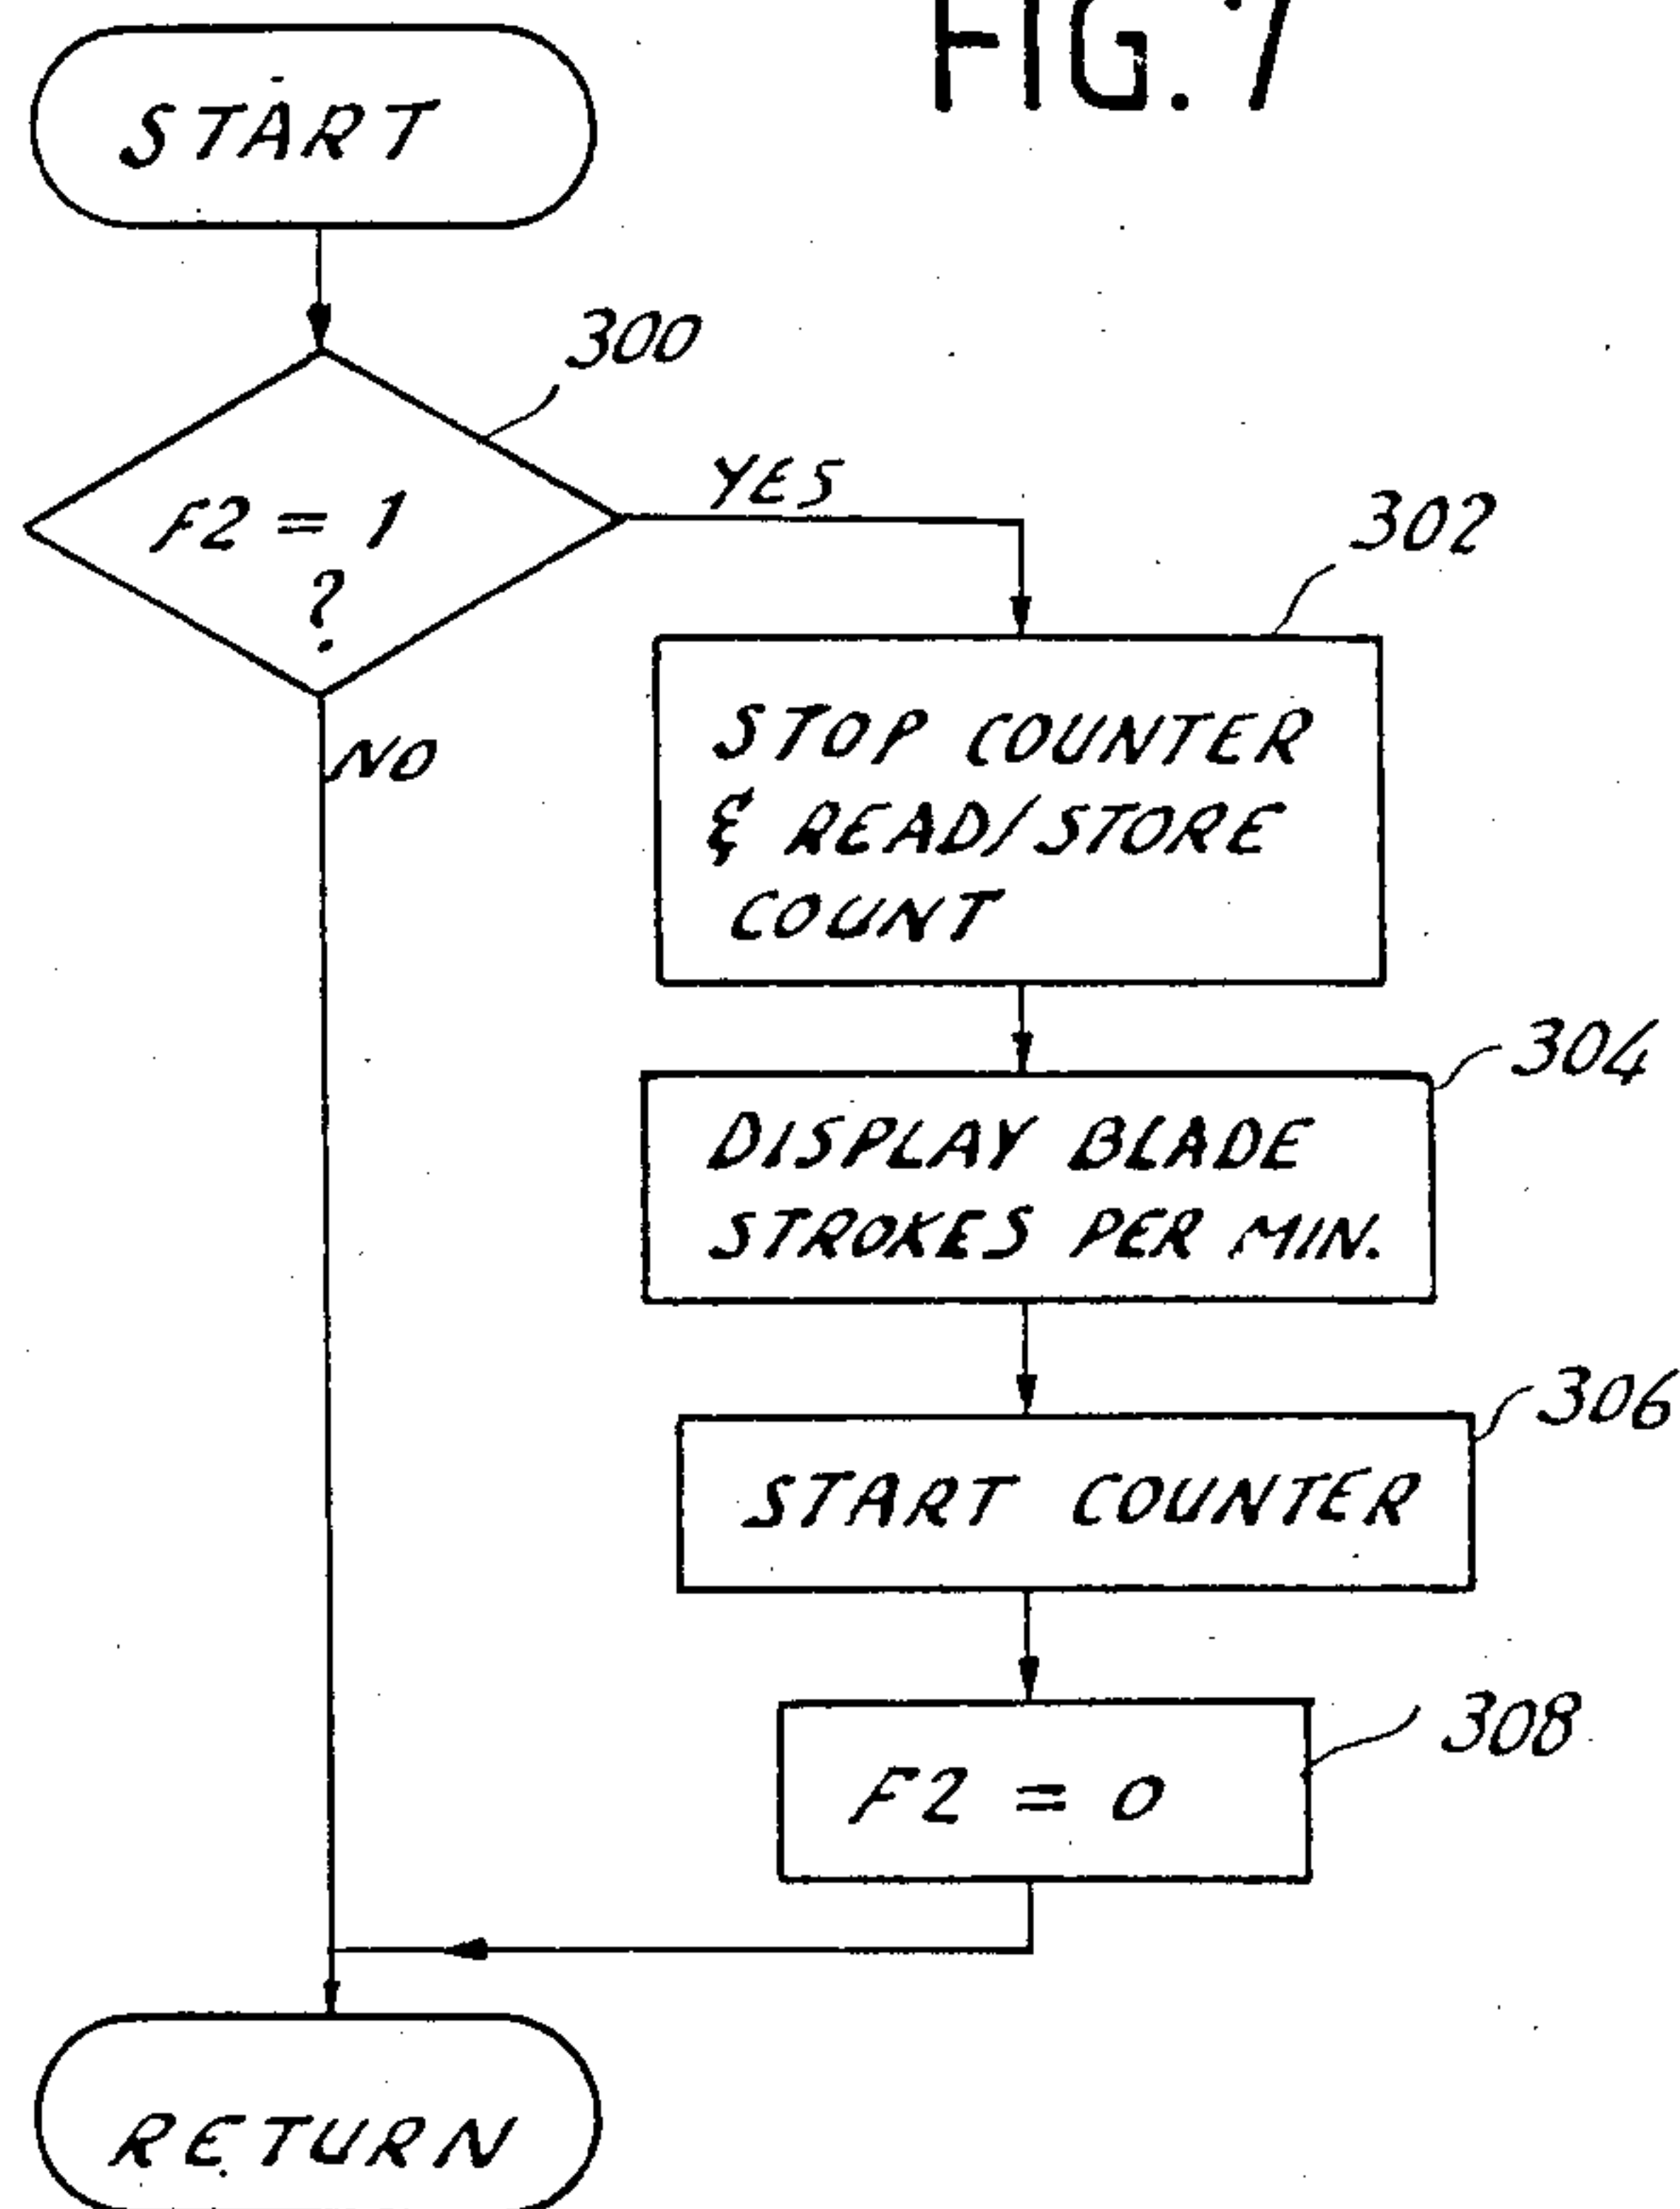 FIG. 7
START
300
F2 = 1
?
YES
NO
302
STOP COUNTER
& READ/STORE
COUNT
304
DISPLAY BLADE
STROKES PER MIN.
306
START COUNTER
308
F2 = 0
RETURN